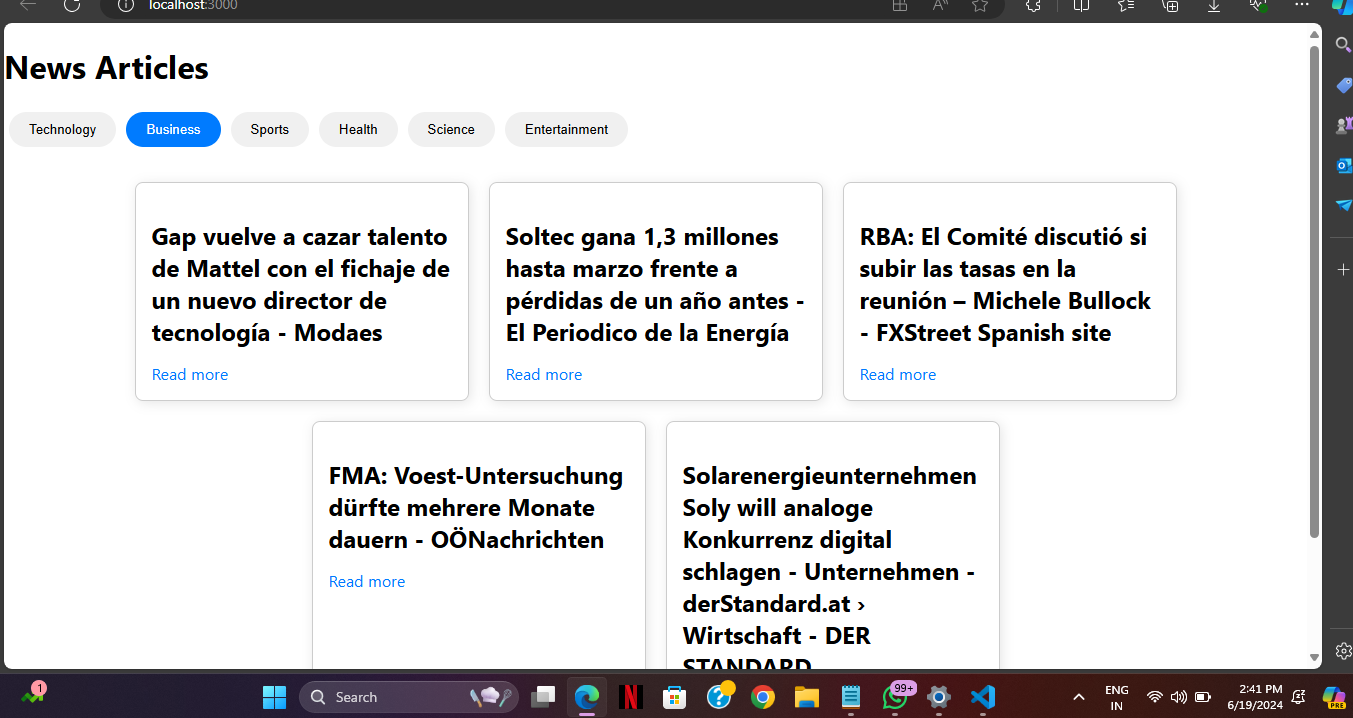 localhost:3000
News Articles
Technology
Business
Sports
Health
Science
Entertainment
Gap vuelve a cazar talento
de Mattel con el fichaje de
un nuevo director de
tecnología - Modaes
Read more
Soltec gana 1,3 millones
hasta marzo frente a
pérdidas de un año antes -
El Periodico de la Energía
Read more
RBA: El Comité discutió si
subir las tasas en la
reunión – Michele Bullock
- FXStreet Spanish site
Read more
FMA: Voest-Untersuchung
dürfte mehrere Monate
dauern - OÖNachrichten
Read more
Solarenergieunternehmen
Soly will analoge
Konkurrenz digital
schlagen - Unternehmen -
derStandard.at ›
Wirtschaft - DER
STANDARD
1
Search
99+
ENG
IN
2:41 PM
6/19/2024
PRE